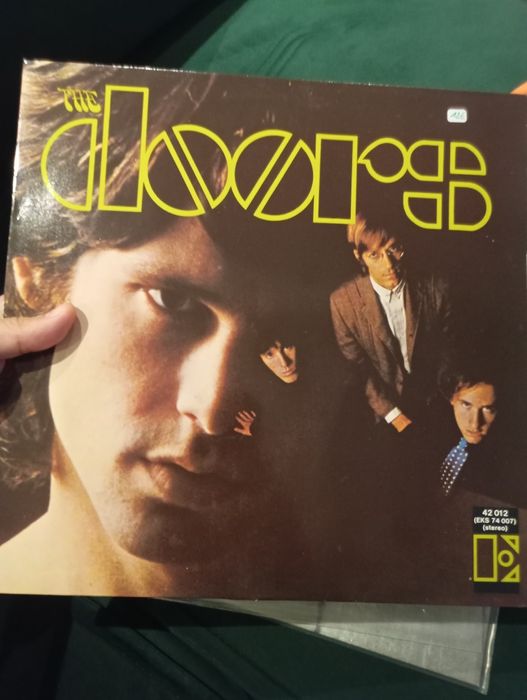 THE
doors
42 012
(EKS 74 007)
(stereo)